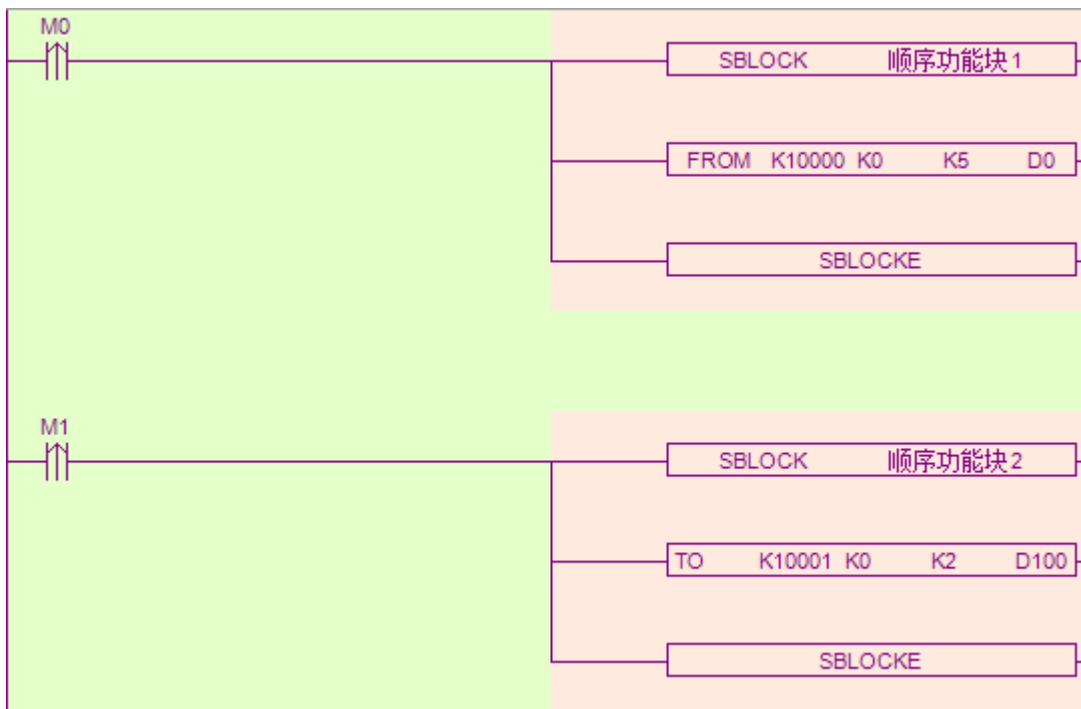 M0
SBLOCK 顺序功能块1
FROM K10000 K0 K5 D0
SBLOCKE
M1
SBLOCK 顺序功能块2
TO K10001 K0 K2 D100
SBLOCKE